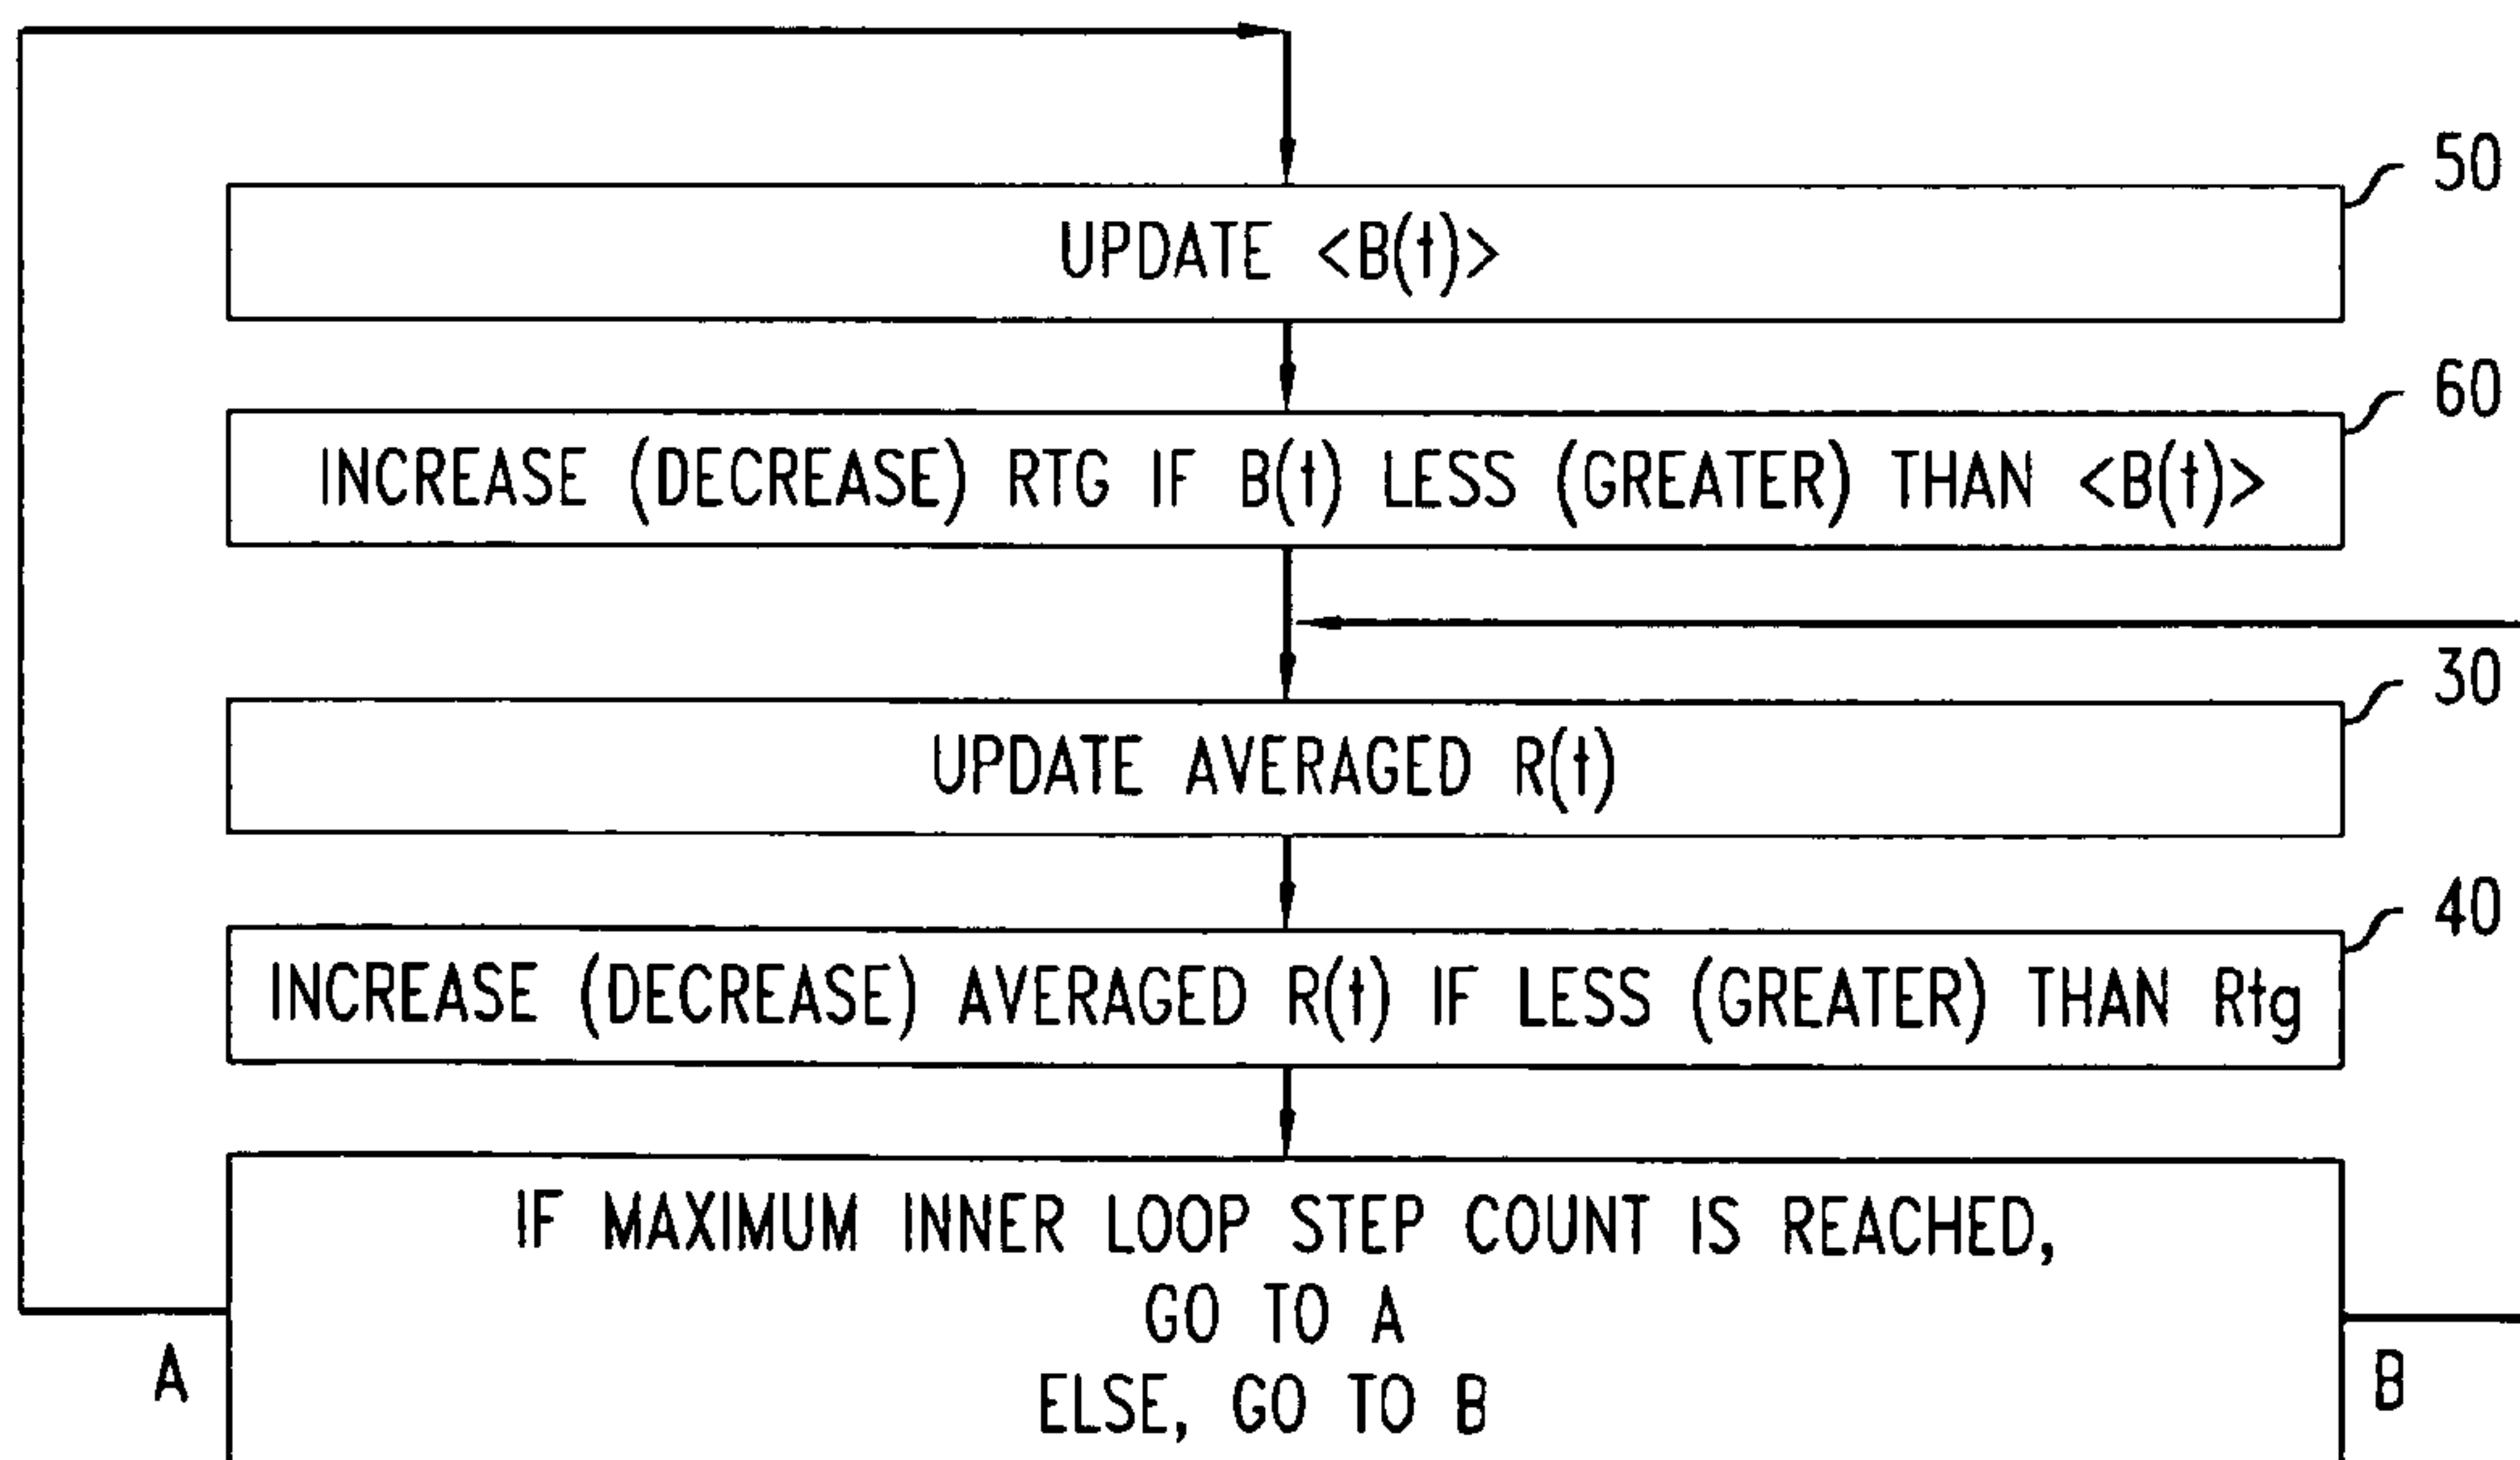 50
UPDATE <B(t)>
60
INCREASE (DECREASE) RTG IF B(t) LESS (GREATER) THAN <B(t)>
30
UPDATE AVERAGED R(t)
40
INCREASE (DECREASE) AVERAGED R(t) IF LESS (GREATER) THAN Rtg
IF MAXIMUM INNER LOOP STEP COUNT IS REACHED,
GO TO A
ELSE, GO TO B
A
B